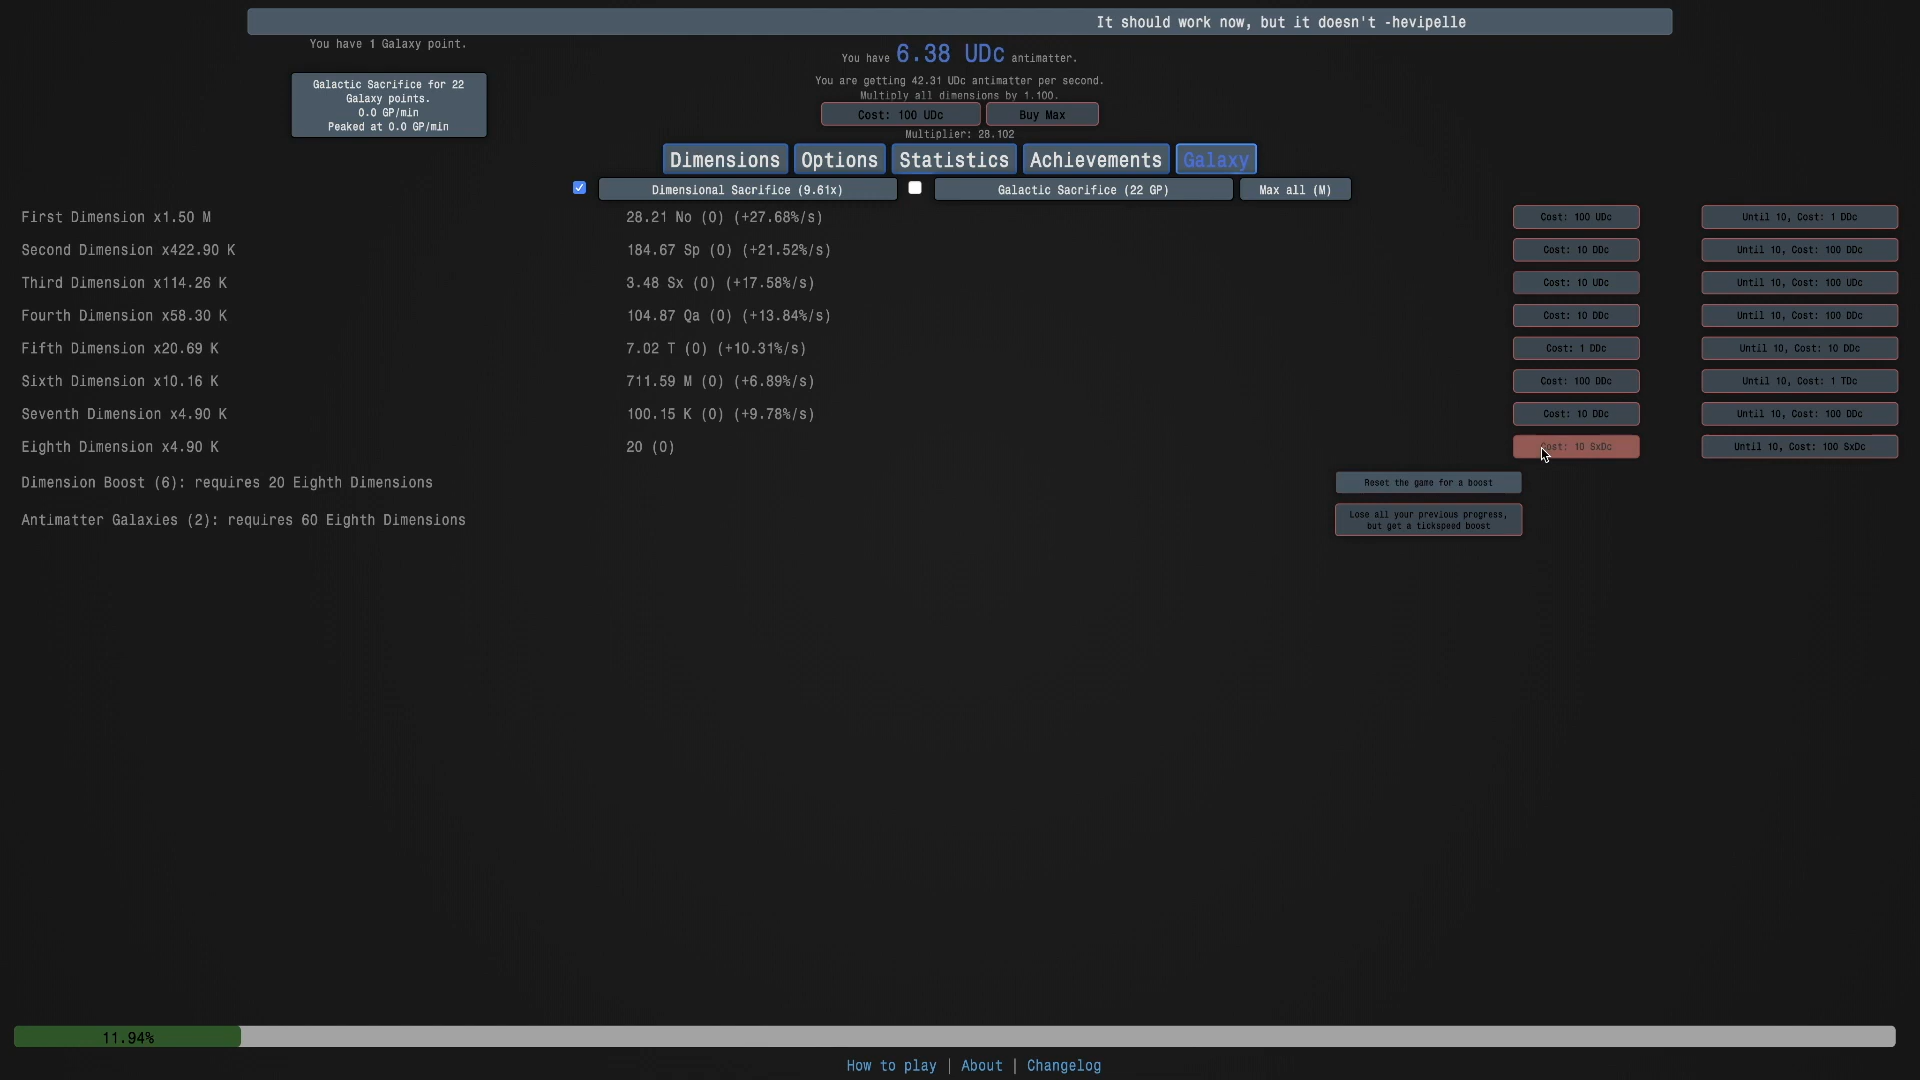 It should work now, but it doesn't -hevipelle
You have 1 Galaxy point.
You have 6.38 UDc antimatter.
Galactic Sacrifice for 22
Galaxy points.
0.0 GP/min
Peaked at 0.0 GP/min
You are getting 42.31 UDc antimatter per second.
Multiply all dimensions by 1.100.
Cost: 100 UDc Buy Max
Multiplier: 28.102
Dimensions Options Statistics Achievements Galaxy
Dimensional Sacrifice (9.61x) Galactic Sacrifice (22 GP) Max all (M)
First Dimension x1.50 M 28.21 No (0) (+27.68%/s) Cost: 100 UDc Until 10, Cost: 1 DDc
Second Dimension x422.90 K 184.67 Sp (0) (+21.52%/s) Cost: 10 DDc Until 10, Cost: 100 DDc
Third Dimension x114.26 K 3.48 Sx (0) (+17.58%/s) Cost: 10 UDc Until 10, Cost: 100 UDc
Fourth Dimension x58.30 K 104.87 Qa (0) (+13.84%/s) Cost: 10 DDc Until 10, Cost: 100 DDc
Fifth Dimension x20.69 K 7.02 T (0) (+10.31%/s) Cost: 1 DDc Until 10, Cost: 10 DDc
Sixth Dimension x10.16 K 711.59 M (0) (+6.89%/s) Cost: 100 DDc Until 10, Cost: 1 TDc
Seventh Dimension x4.90 K 100.15 K (0) (+9.78%/s) Cost: 10 DDc Until 10, Cost: 100 DDc
Eighth Dimension x4.90 K 20 (0) Cost: 10 SxDc Until 10, Cost: 100 SxDc
Dimension Boost (6): requires 20 Eighth Dimensions Reset the game for a boost
Antimatter Galaxies (2): requires 60 Eighth Dimensions Lose all your previous progress,
but get a tickspeed boost
11.94%
How to play | About | Changelog